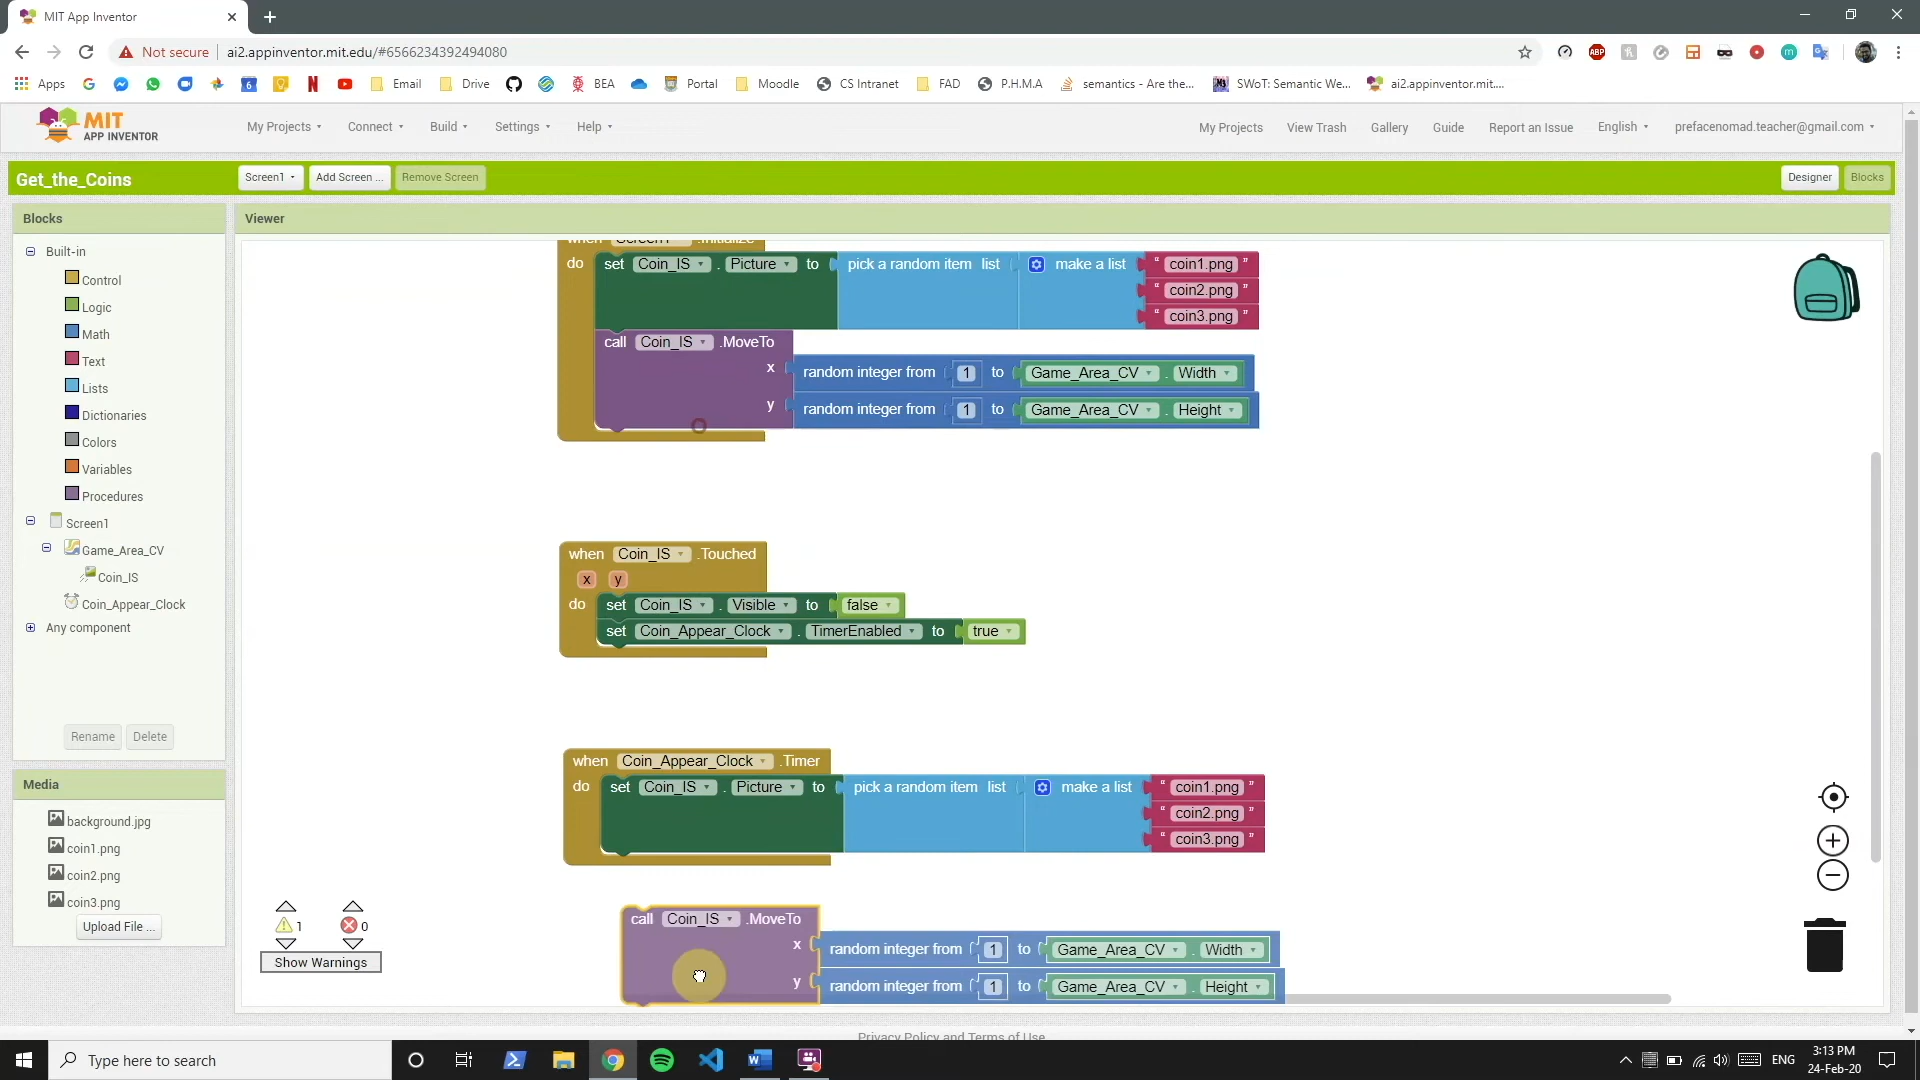 MIT App Inventor
Not secure
ai2.appinventor.mit.edu/#6566234392494080
ABP
Apps
Email
Drive
BEA
Portal
Moodle
CS Intranet
FAD
P.H.M.A
semantics - Are the...
SWoT: Semantic We...
ai2.appinventor.mit....
MIT
APP INVENTOR
My Projects
Connect
Build
Settings
Help
My Projects
View Trash
Gallery
Guide
Report an Issue
English
prefacenomad.teacher@gmail.com
Get_the_Coins
Screen1
Add Screen ...
Remove Screen
Designer
Blocks
Blocks
Built-in
Control
Logic
Math
Text
Lists
Dictionaries
Colors
Variables
Procedures
Screen1
Game_Area_CV
Coin_IS
Coin_Appear_Clock
Any component
Rename
Delete
Media
background.jpg
coin1.png
coin2.png
coin3.png
Upload File ...
Viewer
when Screen1 .Initialize
do set Coin_IS . Picture to pick a random item list make a list " coin1.png "
" coin2.png "
" coin3.png "
call Coin_IS .MoveTo
x random integer from 1 to Game_Area_CV . Width
y random integer from 1 to Game_Area_CV . Height
when Coin_IS .Touched
x y
do set Coin_IS . Visible to false
set Coin_Appear_Clock . TimerEnabled to true
when Coin_Appear_Clock .Timer
do set Coin_IS . Picture to pick a random item list make a list " coin1.png "
" coin2.png "
" coin3.png "
call Coin_IS .MoveTo
x random integer from 1 to Game_Area_CV . Width
y random integer from 1 to Game_Area_CV . Height
1
0
Show Warnings
Privacy Policy and Terms of Use
Type here to search
ENG
3:13 PM
24-Feb-20